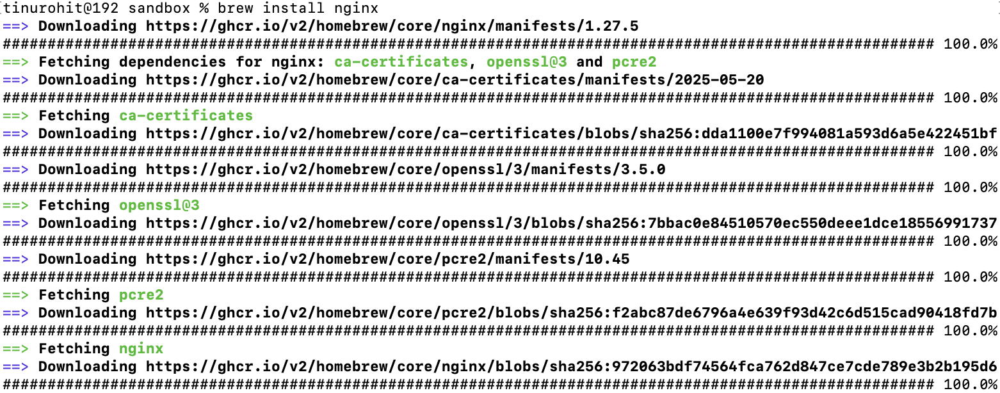 tinurohit@192 sandbox % brew install nginx
==> Downloading https://ghcr.io/v2/homebrew/core/nginx/manifests/1.27.5
######################################################################## 100.0%
==> Fetching dependencies for nginx: ca-certificates, openssl@3 and pcre2
==> Downloading https://ghcr.io/v2/homebrew/core/ca-certificates/manifests/2025-05-20
######################################################################## 100.0%
==> Fetching ca-certificates
==> Downloading https://ghcr.io/v2/homebrew/core/ca-certificates/blobs/sha256:dda1100e7f994081a593d6a5e422451bf
######################################################################## 100.0%
==> Downloading https://ghcr.io/v2/homebrew/core/openssl/3/manifests/3.5.0
######################################################################## 100.0%
==> Fetching openssl@3
==> Downloading https://ghcr.io/v2/homebrew/core/openssl/3/blobs/sha256:7bbac0e84510570ec550deee1dce18556991737
######################################################################## 100.0%
==> Downloading https://ghcr.io/v2/homebrew/core/pcre2/manifests/10.45
######################################################################## 100.0%
==> Fetching pcre2
==> Downloading https://ghcr.io/v2/homebrew/core/pcre2/blobs/sha256:f2abc87de6796a4e639f93d42c6d515cad90418fd7b
######################################################################## 100.0%
==> Fetching nginx
==> Downloading https://ghcr.io/v2/homebrew/core/nginx/blobs/sha256:972063bdf74564fca762d847ce7cde789e3b2b195d6
######################################################################## 100.0%